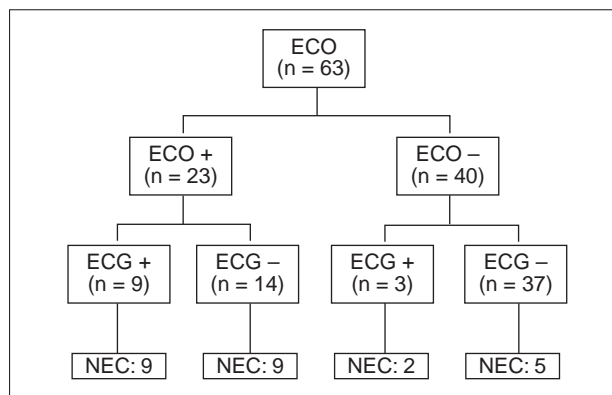 ECO
(n = 63)
ECO +
(n = 23)
ECO –
(n = 40)
ECG +
(n = 9)
ECG –
(n = 14)
ECG +
(n = 3)
ECG –
(n = 37)
NEC: 9
NEC: 9
NEC: 2
NEC: 5